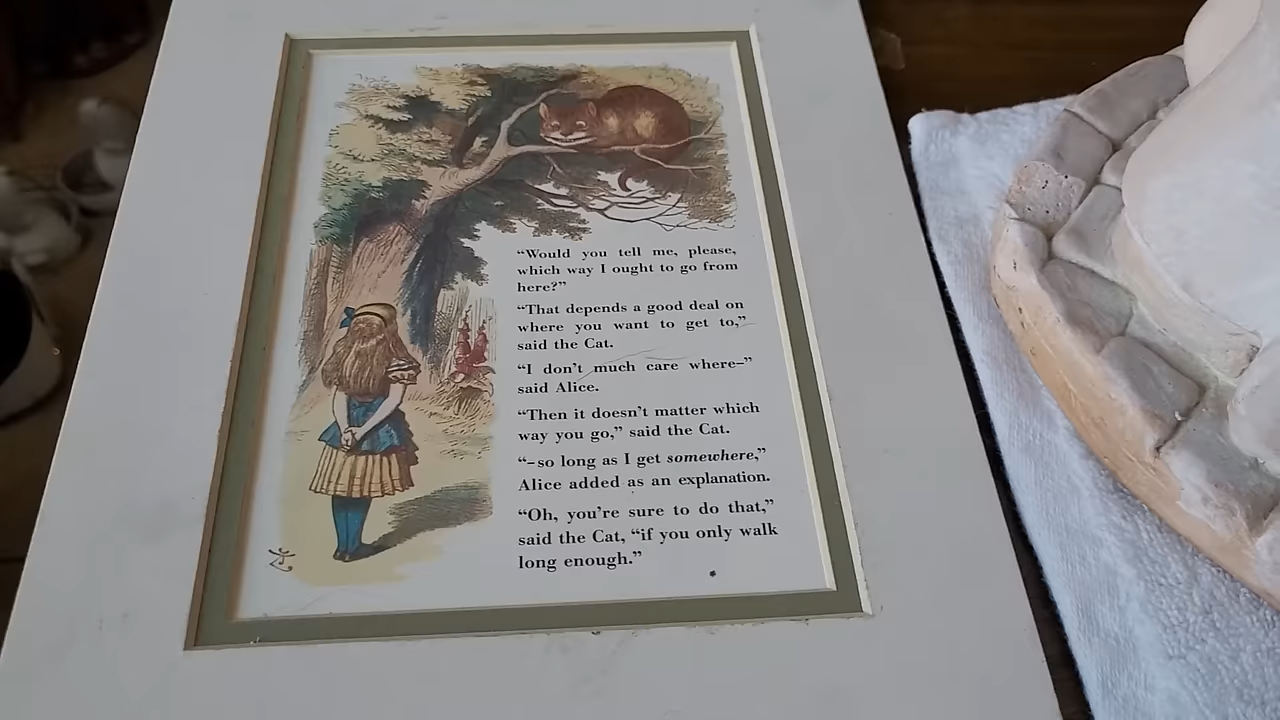 “Would you tell me, please,
which way I ought to go from
here?”
“That depends a good deal on
where you want to get to,”
said the Cat.
“I don’t much care where–”
said Alice.
“Then it doesn’t matter which
way you go,” said the Cat.
“–so long as I get somewhere,”
Alice added as an explanation.
“Oh, you’re sure to do that,”
said the Cat, “if you only walk
long enough.”